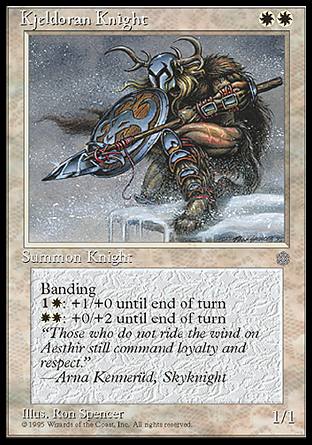 Kjeldoran Knight
Summon Knight
Banding
1: +1/+0 until end of turn
: +0/+2 until end of turn
“Those who do not ride the wind on
Aesthir still command loyalty and
respect.”
—Arna Kennerüd, Skyknight
Illus. Ron Spencer
1/1
©1995 Wizards of the Coast, Inc. All rights reserved.